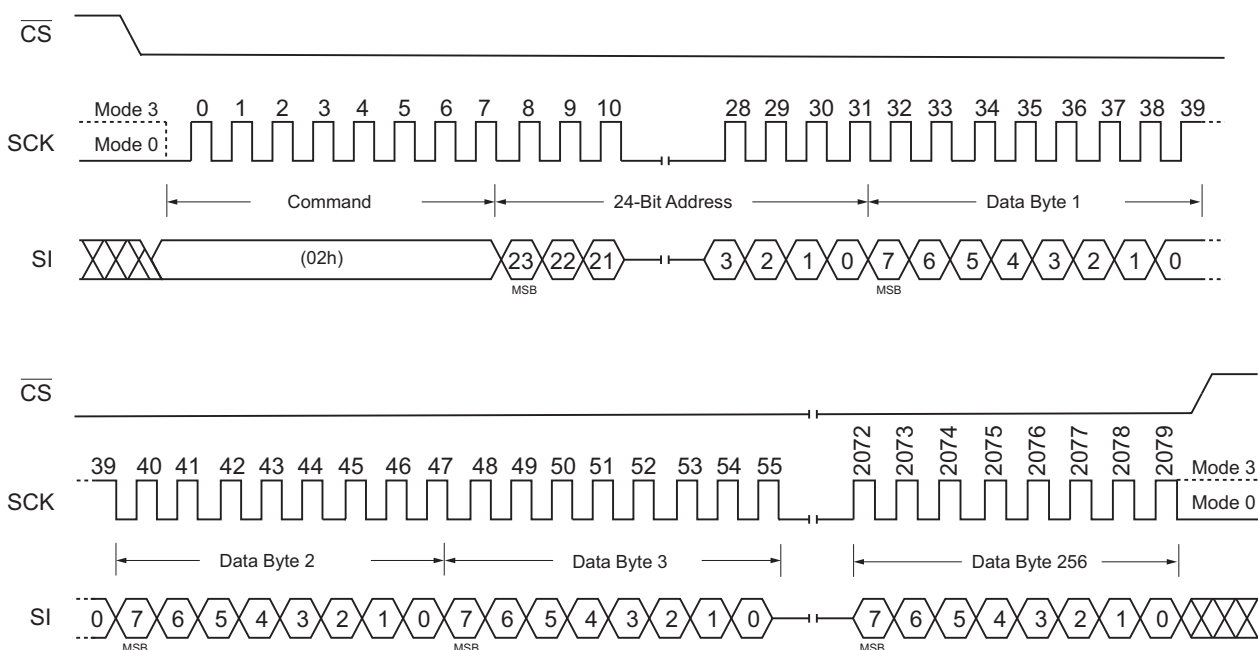 CS
Mode 3 0 1 2 3 4 5 6 7 8 9 10 28 29 30 31 32 33 34 35 36 37 38 39
SCK
Mode 0
Command 24-Bit Address Data Byte 1
SI (02h) 23 22 21 3 2 1 0 7 6 5 4 3 2 1 0
MSB MSB
CS
39 40 41 42 43 44 45 46 47 48 49 50 51 52 53 54 55 2072 2073 2074 2075 2076 2077 2078 2079 Mode 3
SCK
Mode 0
Data Byte 2 Data Byte 3 Data Byte 256
SI 0 7 6 5 4 3 2 1 0 7 6 5 4 3 2 1 0 7 6 5 4 3 2 1 0
MSB MSB MSB